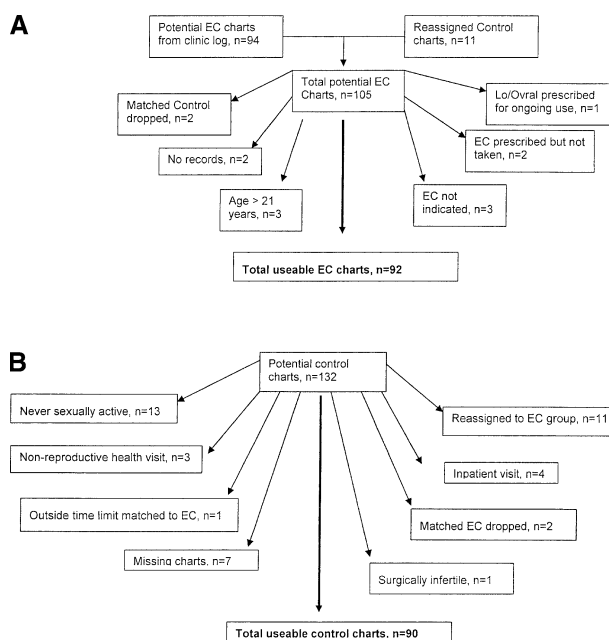 A
Potential EC charts
from clinic log, n=94
Reassigned Control
charts, n=11
Total potential EC
Charts, n=105
Matched Control
dropped, n=2
Lo/Ovral prescribed
for ongoing use, n=1
No records, n=2
EC prescribed but not
taken, n=2
Age > 21
years, n=3
EC not
indicated, n=3
Total useable EC charts, n=92
B
Potential control
charts, n=132
Never sexually active, n=13
Reassigned to EC group, n=11
Non-reproductive health visit, n=3
Inpatient visit, n=4
Outside time limit matched to EC, n=1
Matched EC dropped, n=2
Missing charts, n=7
Surgically infertile, n=1
Total useable control charts, n=90